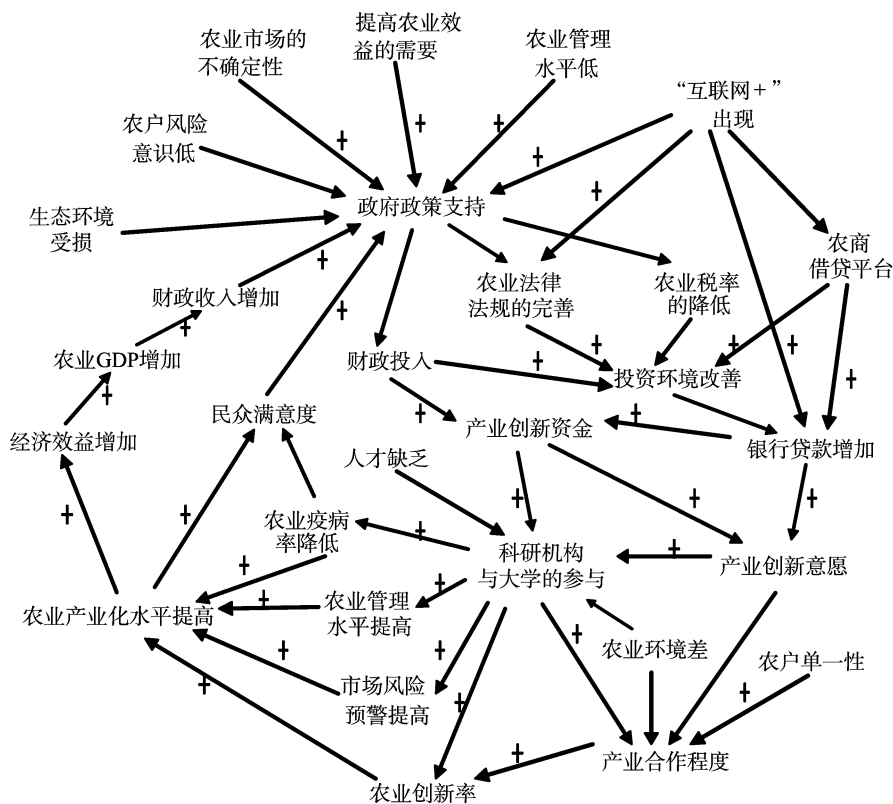 农业市场的
不确定性
提高农业效
益的需要
农业管理
水平低
“互联网+”
出现
农户风险
意识低
政府政策支持
生态环境
受损
农商
借贷平台
农业法律
法规的完善
农业税率
的降低
财政收入增加
农业GDP增加
财政投入
投资环境改善
民众满意度
经济效益增加
产业创新资金
银行贷款增加
人才缺乏
农业疫病
率降低
科研机构
与大学的参与
产业创新意愿
农业产业化水平提高
农业管理
水平提高
农业环境差
农户单一性
市场风险
预警提高
产业合作程度
农业创新率